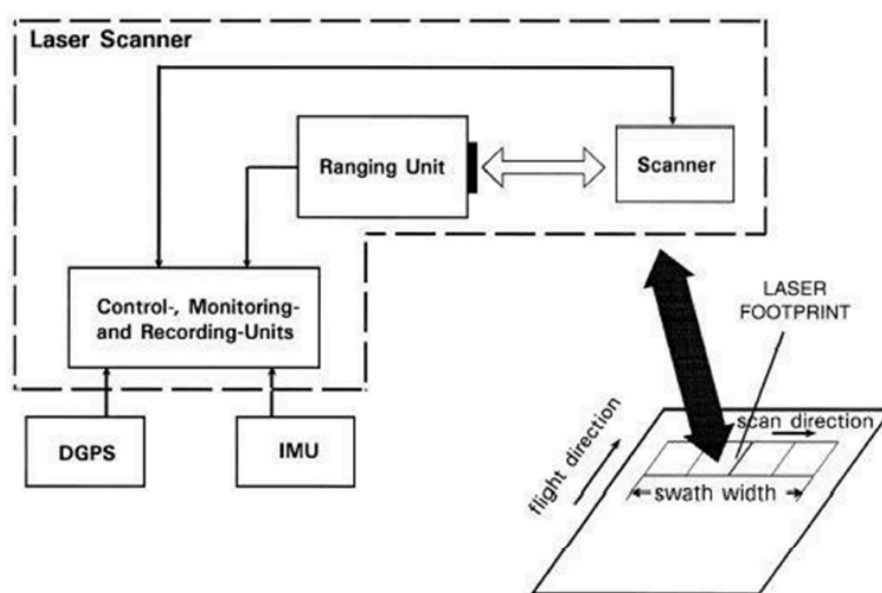 Laser Scanner
Ranging Unit
Scanner
Control-, Monitoring-
and Recording-Units
DGPS
IMU
LASER
FOOTPRINT
scan direction
flight direction
swath width